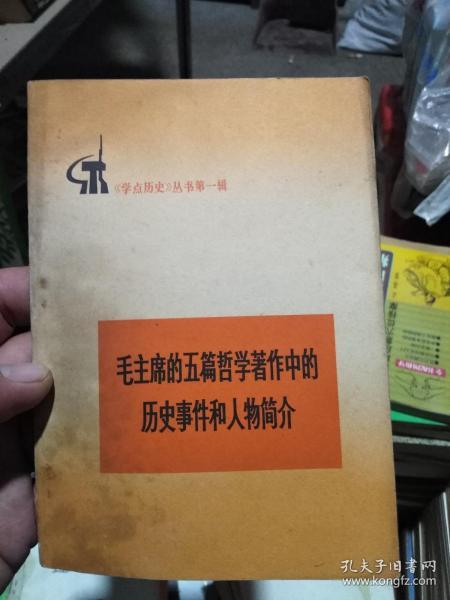 《学点历史》丛书第一辑
毛主席的五篇哲学著作中的
历史事件和人物简介
孔夫子旧书网
www.kongfz.com